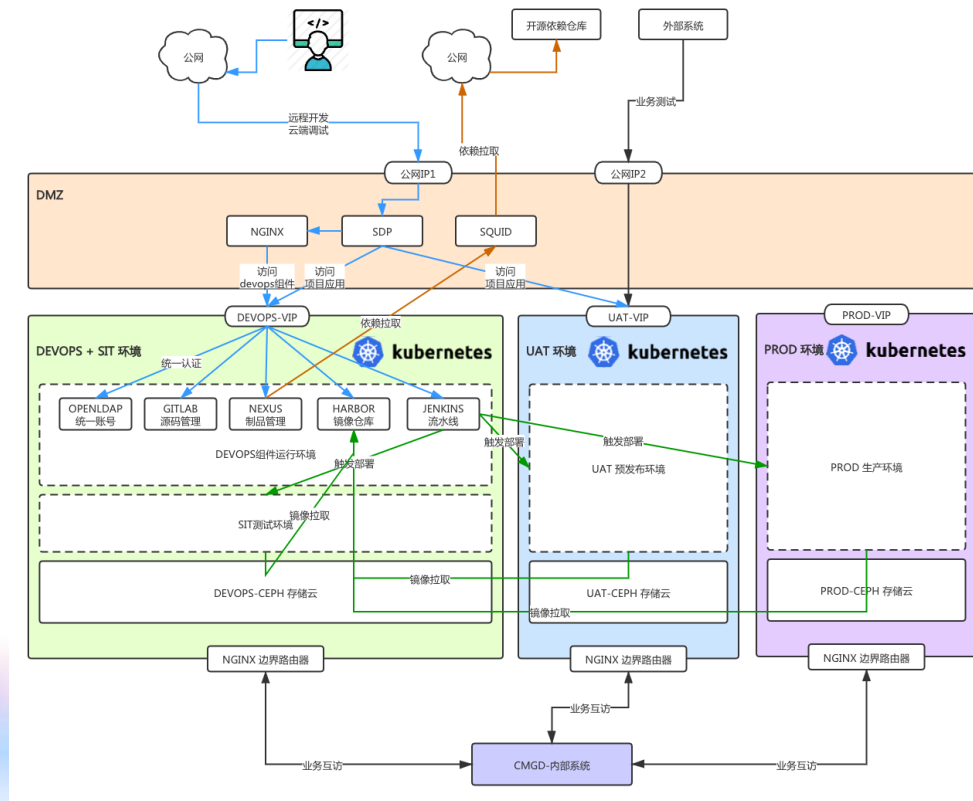 开源依赖仓库
外部系统
</>
公网
公网
业务测试
远程开发
云端调试
依赖拉取
公网IP1
公网IP2
DMZ
NGINX
SDP
SQUID
访问
devops组件
访问
项目应用
访问
项目应用
DEVOPS-VIP
UAT-VIP
PROD-VIP
依赖拉取
DEVOPS + SIT 环境
kubernetes
UAT 环境
kubernetes
PROD 环境
kubernetes
统一认证
OPENLDAP
统一账号
GITLAB
源码管理
NEXUS
制品管理
HARBOR
镜像仓库
JENKINS
流水线
触发部署
触发部署
DEVOPS组件运行环境
触发部署
UAT 预发布环境
PROD 生产环境
镜像拉取
SIT测试环境
镜像拉取
DEVOPS-CEPH 存储云
UAT-CEPH 存储云
PROD-CEPH 存储云
镜像拉取
NGINX 边界路由器
NGINX 边界路由器
NGINX 边界路由器
业务互访
CMGD-内部系统
业务互访
业务互访